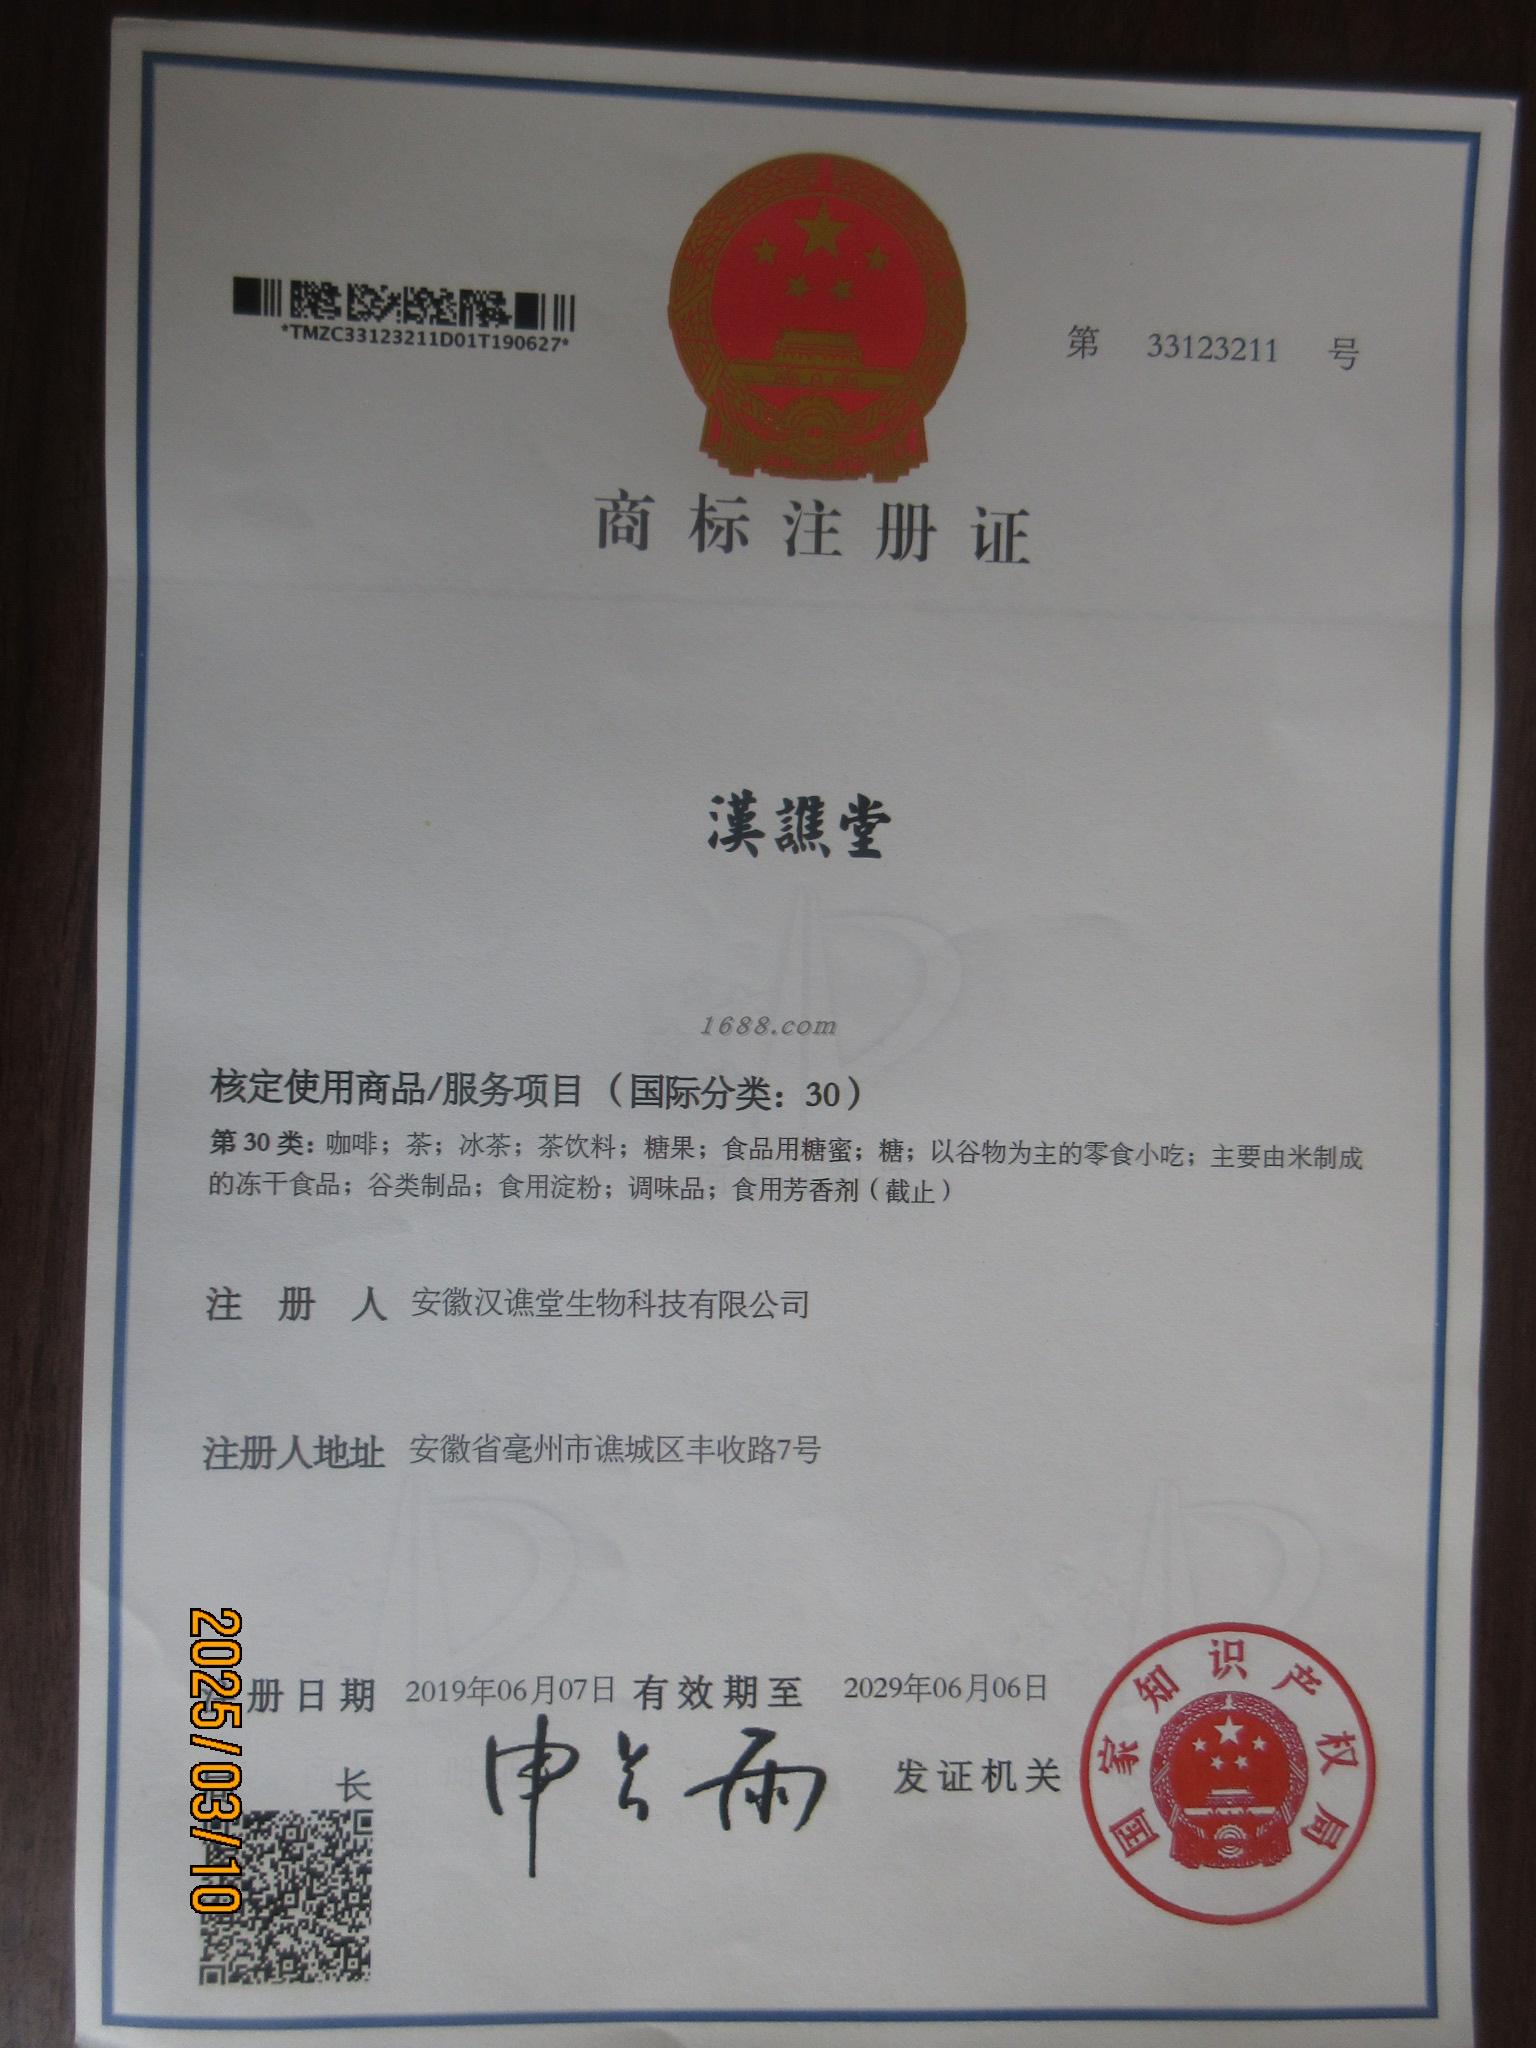 *TMZC33123211D01T190627*
第 33123211 号
商标注册证
漢譙堂
1688.com
核定使用商品/服务项目（国际分类：30）
第 30 类：咖啡；茶；冰茶；茶饮料；糖果；食品用糖蜜；糖；以谷物为主的零食小吃；主要由米制成
的冻干食品；谷类制品；食用淀粉；调味品；食用芳香剂（截止）
注册人 安徽汉谯堂生物科技有限公司
注册人地址 安徽省亳州市谯城区丰收路7号
注册日期 2019年06月07日 有效期至 2029年06月06日
长 申长雨 发证机关
国家知识产权局
2025/03/10